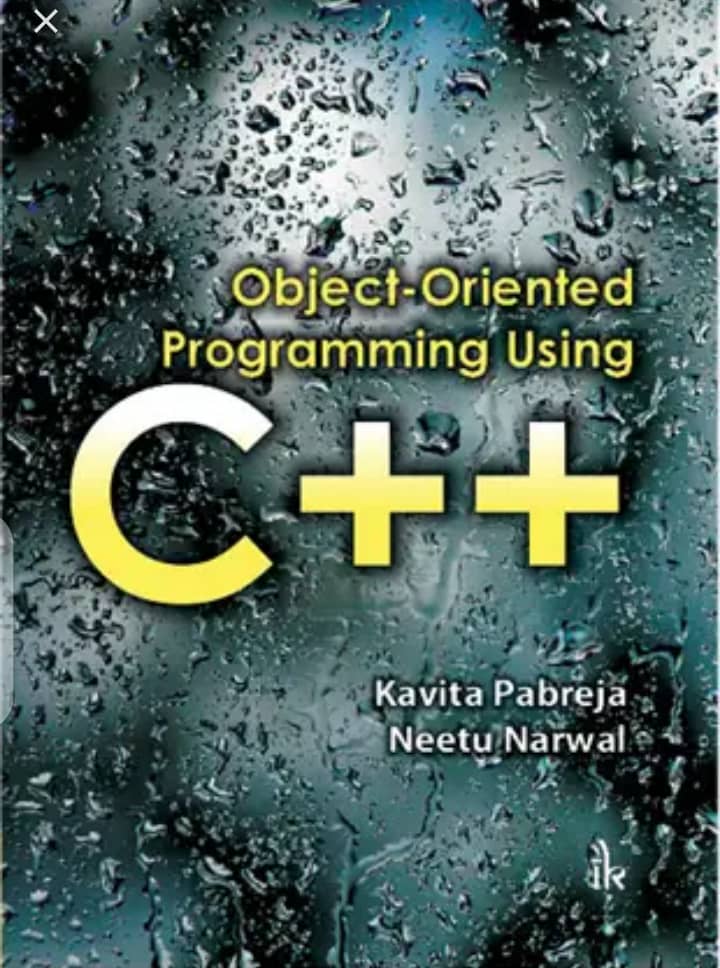 Object-Oriented
Programming Using
C++
Kavita Pabreja
Neetu Narwal
ik